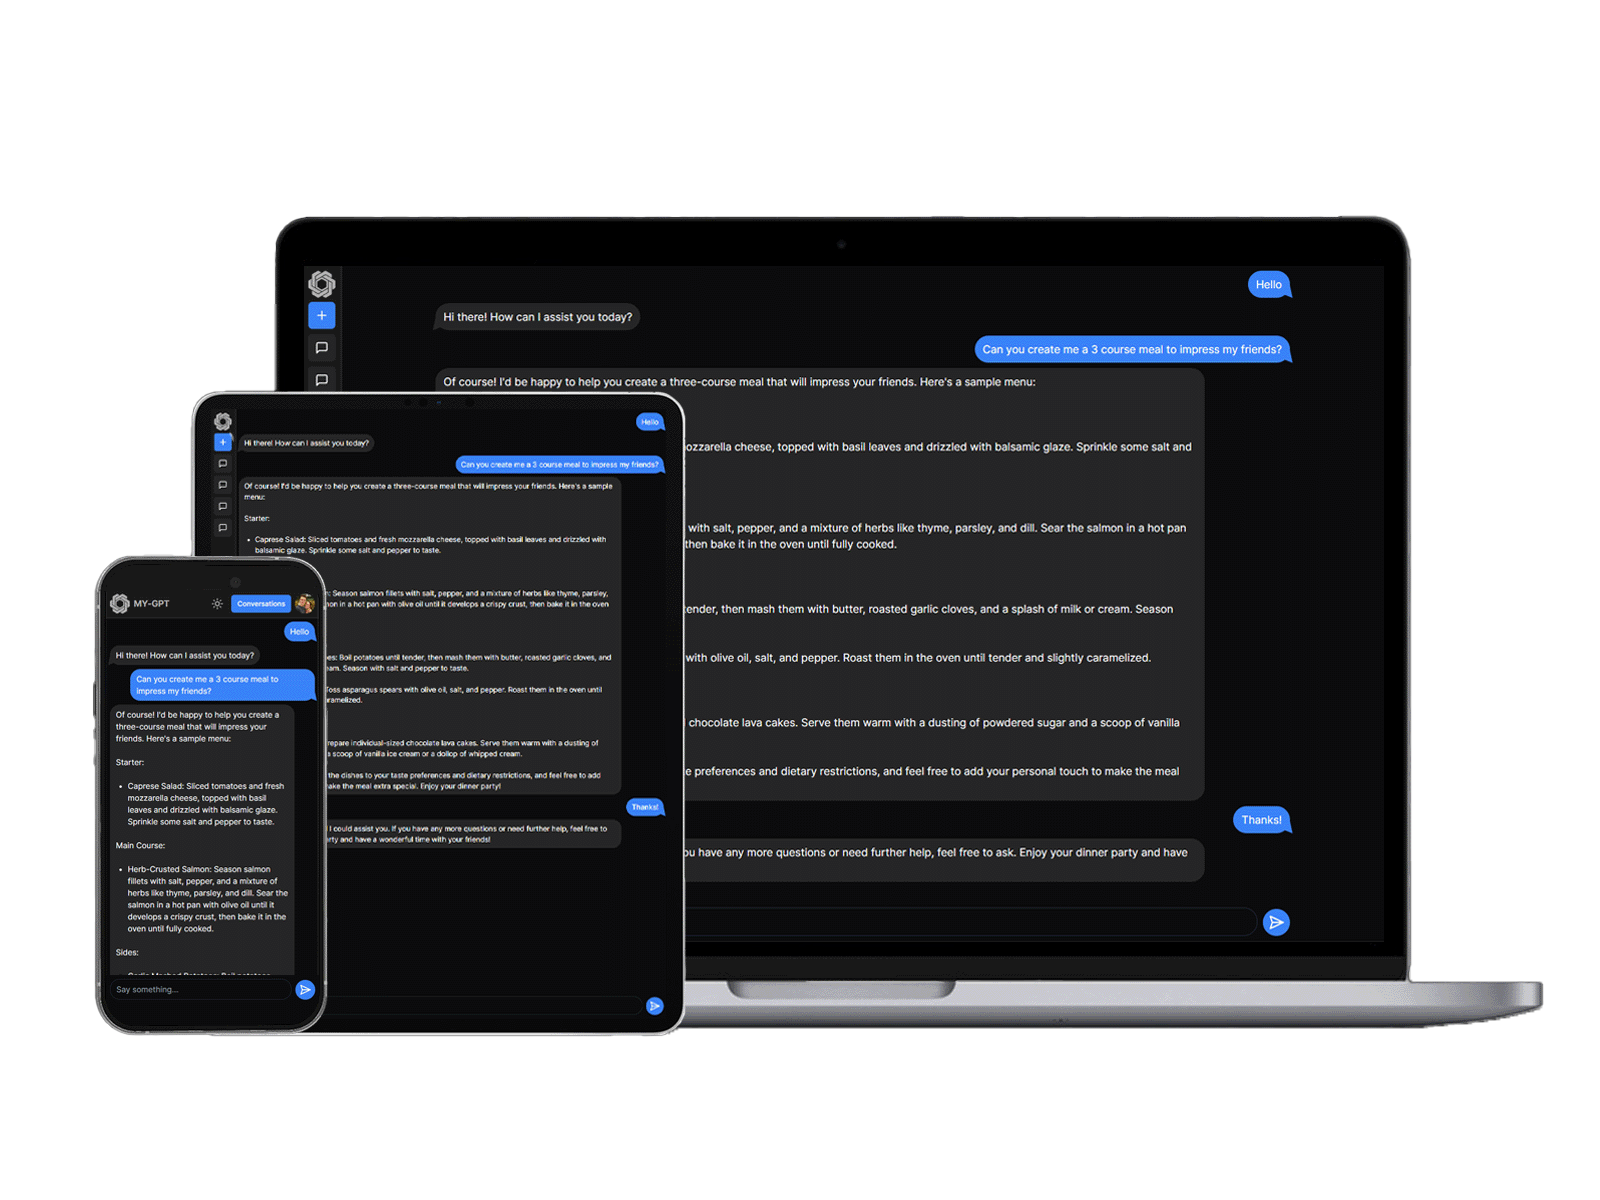 Hello
Hi there! How can I assist you today?
Can you create me a 3 course meal to impress my friends?
Of course! I'd be happy to help you create a three-course meal that will impress your friends. Here's a sample menu:
mozzarella cheese, topped with basil leaves and drizzled with balsamic glaze. Sprinkle some salt and
with salt, pepper, and a mixture of herbs like thyme, parsley, and dill. Sear the salmon in a hot pan
then bake it in the oven until fully cooked.
tender, then mash them with butter, roasted garlic cloves, and a splash of milk or cream. Season
with olive oil, salt, and pepper. Roast them in the oven until tender and slightly caramelized.
chocolate lava cakes. Serve them warm with a dusting of powdered sugar and a scoop of vanilla
e preferences and dietary restrictions, and feel free to add your personal touch to make the meal
Thanks!
ou have any more questions or need further help, feel free to ask. Enjoy your dinner party and have
Hello
Hi there! How can I assist you today?
Can you create me a 3 course meal to impress my friends?
Of course! I'd be happy to help you create a three-course meal that will impress your friends. Here's a sample
menu:
Starter:
• Caprese Salad: Sliced tomatoes and fresh mozzarella cheese, topped with basil leaves and drizzled with
balsamic glaze. Sprinkle some salt and pepper to taste.
n: Season salmon fillets with salt, pepper, and a mixture of herbs like thyme, parsley,
mon in a hot pan with olive oil until it develops a crispy crust, then bake it in the oven
es: Boil potatoes until tender, then mash them with butter, roasted garlic cloves, and
eam. Season with salt and pepper to taste.
Toss asparagus spears with olive oil, salt, and pepper. Roast them in the oven until
ramelized.
repare individual-sized chocolate lava cakes. Serve them warm with a dusting of
a scoop of vanilla ice cream or a dollop of whipped cream.
the dishes to your taste preferences and dietary restrictions, and feel free to add
ake the meal extra special. Enjoy your dinner party!
Thanks!
I could assist you. If you have any more questions or need further help, feel free to
rty and have a wonderful time with your friends!
MY-GPT
Conversations
Hello
Hi there! How can I assist you today?
Can you create me a 3 course meal to
impress my friends?
Of course! I'd be happy to help you create a
three-course meal that will impress your
friends. Here's a sample menu:
Starter:
• Caprese Salad: Sliced tomatoes and fresh
mozzarella cheese, topped with basil
leaves and drizzled with balsamic glaze.
Sprinkle some salt and pepper to taste.
Main Course:
• Herb-Crusted Salmon: Season salmon
fillets with salt, pepper, and a mixture of
herbs like thyme, parsley, and dill. Sear the
salmon in a hot pan with olive oil until it
develops a crispy crust, then bake it in the
oven until fully cooked.
Sides:
Garlic Mashed Potatoes: Boil potatoes
Say something...